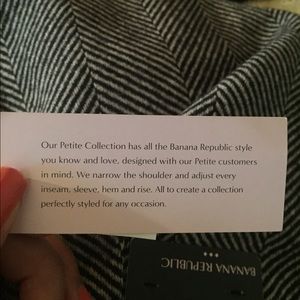 Our Petite Collection has all the Banana Republic style
you know and love, designed with our Petite customers
in mind. We narrow the shoulder and adjust every
inseam, sleeve, hem and rise. All to create a collection
perfectly styled for any occasion.
BANANA REPUBLIC